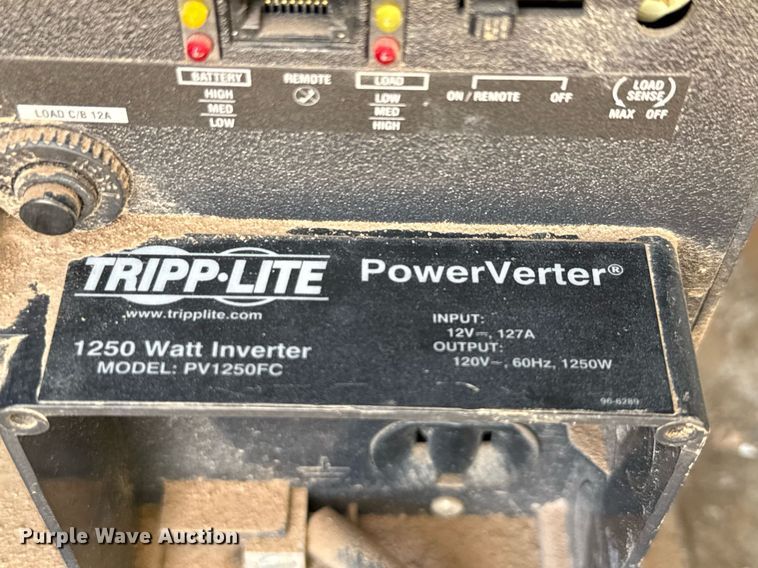 BATTERY REMOTE LOAD
HIGH LOW
MED MED
LOW HIGH
ON / REMOTE OFF
LOAD
SENSE
MAX OFF
LOAD C/B 12A
TRIPP·LITE
www.tripplite.com
1250 Watt Inverter
MODEL: PV1250FC
PowerVerter®
INPUT:
12V⎓, 127A
OUTPUT:
120V~, 60Hz, 1250W
96-6289
Purple Wave Auction